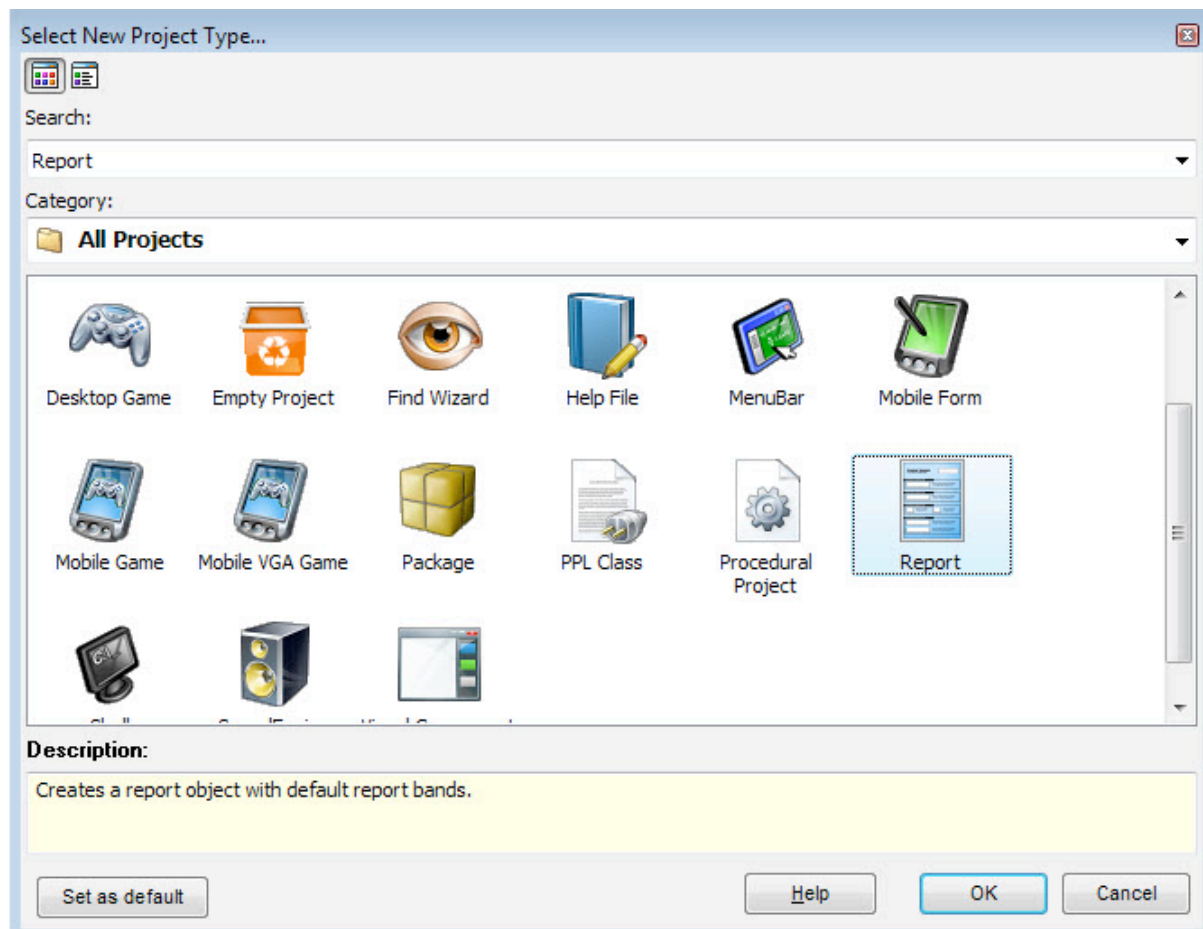 Select New Project Type...
Search:
Report
Category:
All Projects
Desktop Game Empty Project Find Wizard Help File MenuBar Mobile Form
Mobile Game Mobile VGA Game Package PPL Class Procedural Project Report
Description:
Creates a report object with default report bands.
Set as default Help OK Cancel